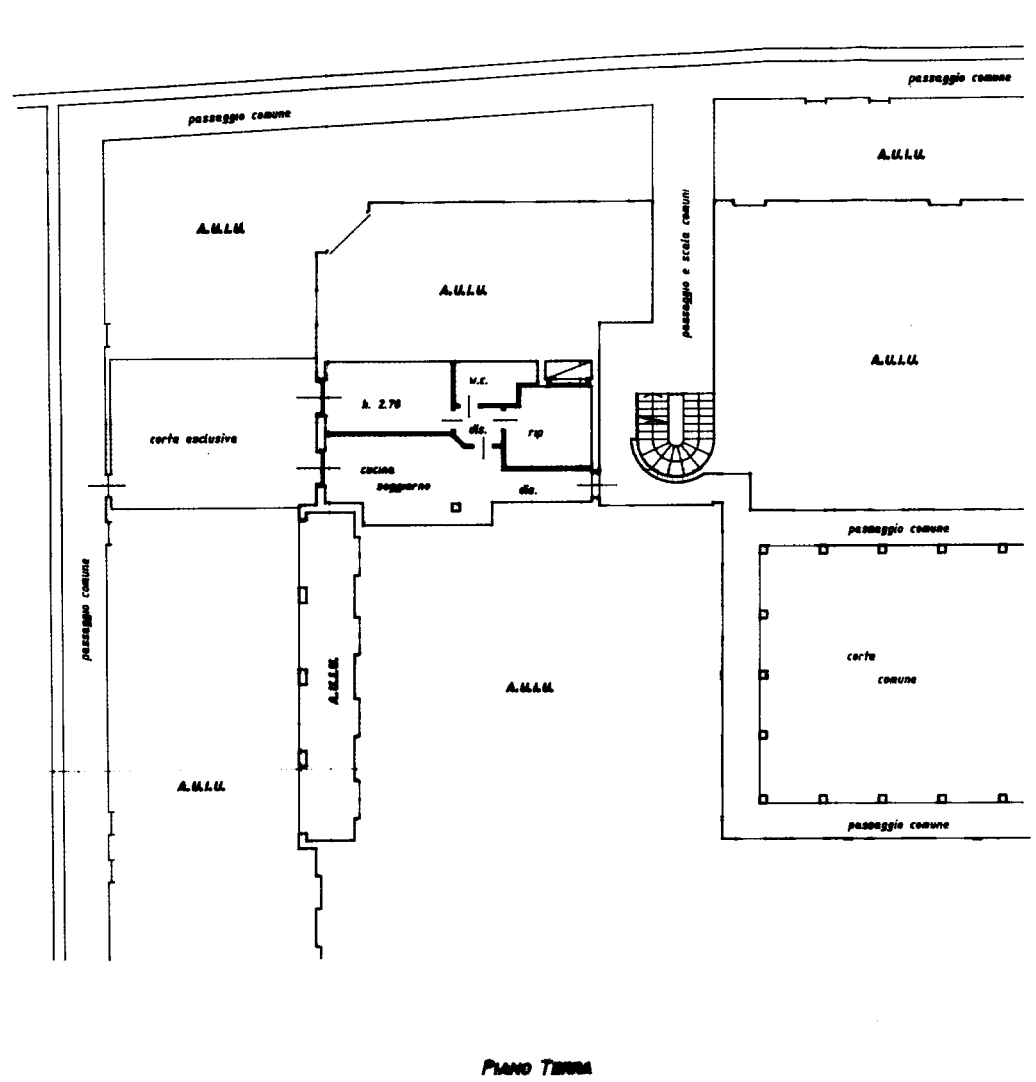 passaggio comune
passaggio comune
A.U.I.U.
passaggio e scala comuni
A.U.I.U.
A.U.I.U.
A.U.I.U.
w.c.
h. 2.70
dis.
rip
corte esclusiva
cucina
soggiorno
dis.
passaggio comune
passaggio comune
A.U.I.U.
corte
comune
A.U.I.U.
A.U.I.U.
passaggio comune
PIANO TERRA